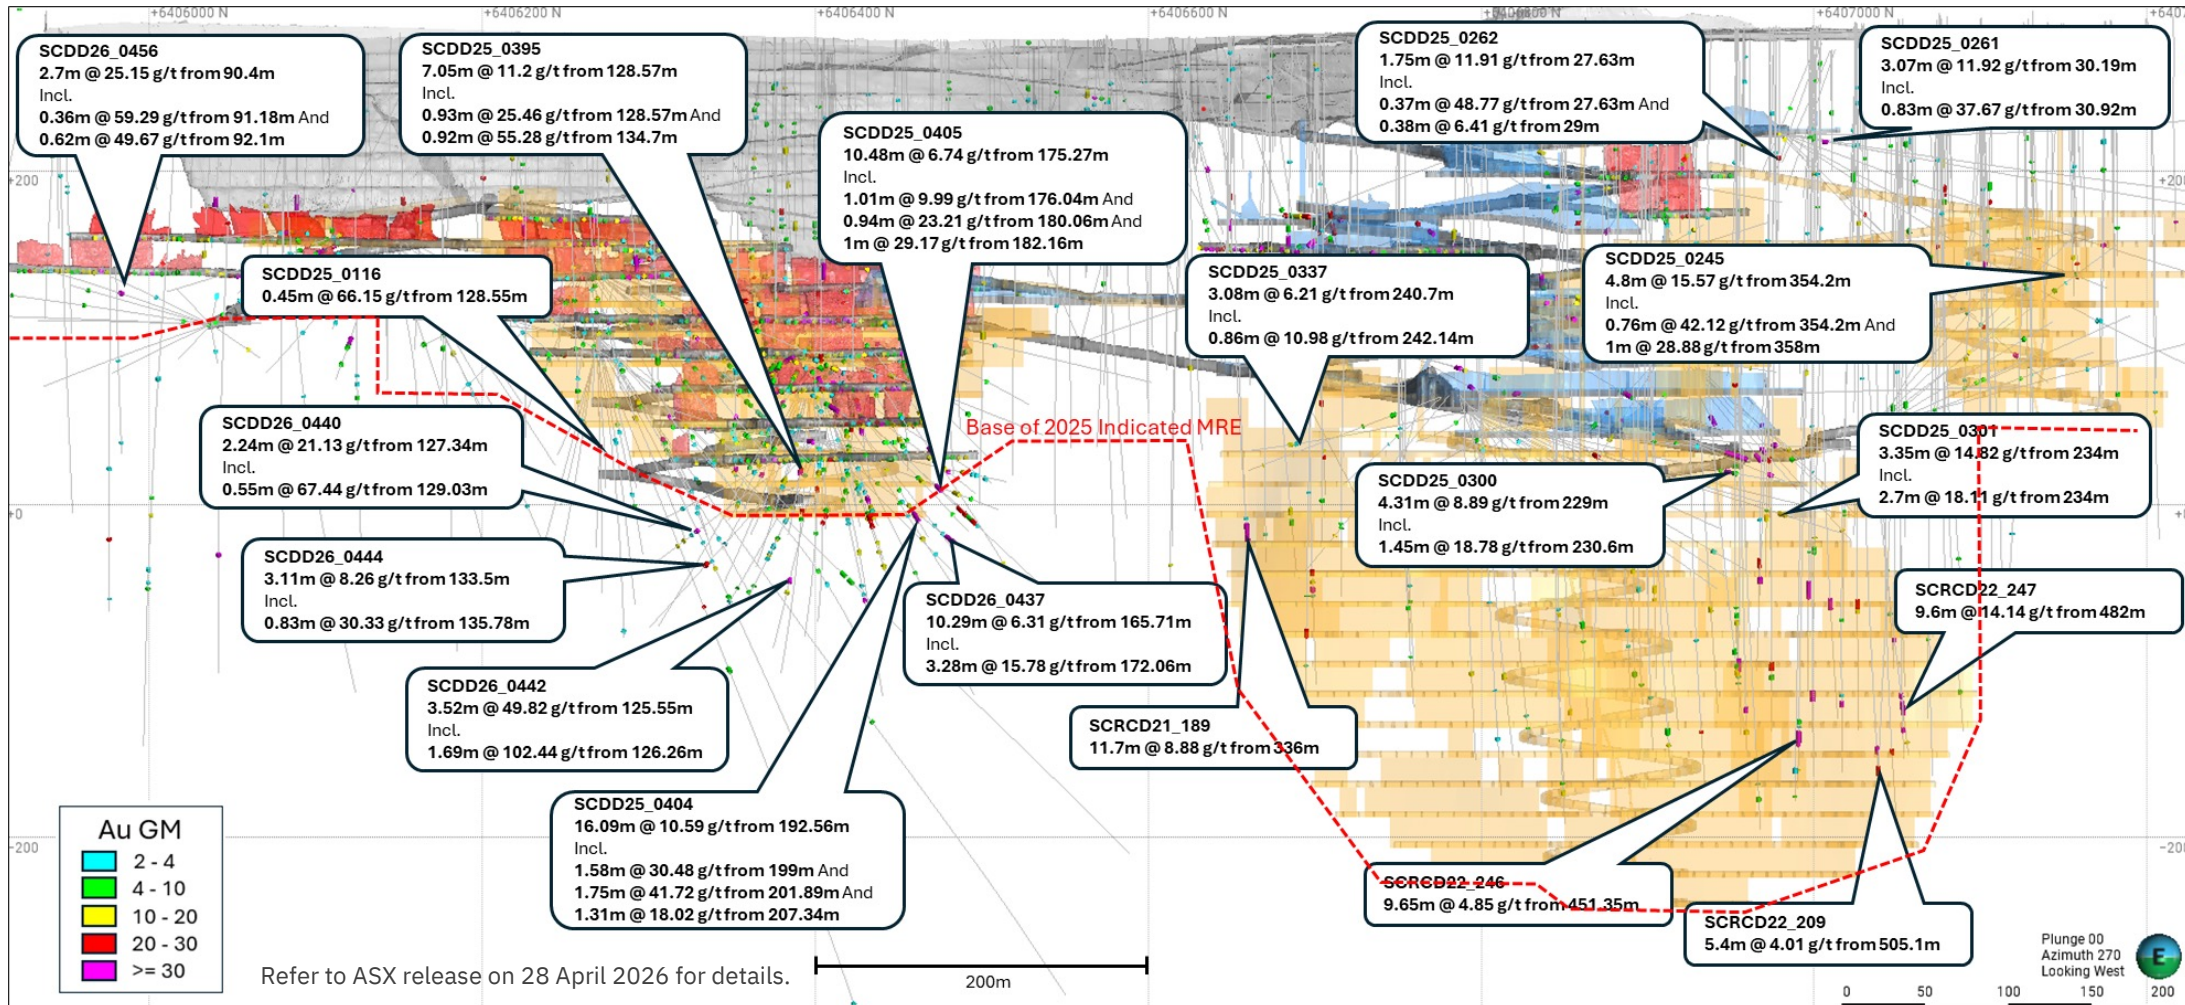 +6406000 N
+6406200 N
+6406400 N
+6406600 N
+6407000 N
SCDD26_0456
2.7m @ 25.15 g/t from 90.4m
Incl.
0.36m @ 59.29 g/t from 91.18m And
0.62m @ 49.67 g/t from 92.1m
SCDD25_0395
7.05m @ 11.2 g/t from 128.57m
Incl.
0.93m @ 25.46 g/t from 128.57m And
0.92m @ 55.28 g/t from 134.7m
SCDD25_0405
10.48m @ 6.74 g/t from 175.27m
Incl.
1.01m @ 9.99 g/t from 176.04m And
0.94m @ 23.21 g/t from 180.06m And
1m @ 29.17 g/t from 182.16m
SCDD25_0262
1.75m @ 11.91 g/t from 27.63m
Incl.
0.37m @ 48.77 g/t from 27.63m And
0.38m @ 6.41 g/t from 29m
SCDD25_0261
3.07m @ 11.92 g/t from 30.19m
Incl.
0.83m @ 37.67 g/t from 30.92m
+200
SCDD25_0116
0.45m @ 66.15 g/t from 128.55m
SCDD25_0337
3.08m @ 6.21 g/t from 240.7m
Incl.
0.86m @ 10.98 g/t from 242.14m
SCDD25_0245
4.8m @ 15.57 g/t from 354.2m
Incl.
0.76m @ 42.12 g/t from 354.2m And
1m @ 28.88 g/t from 358m
SCDD26_0440
2.24m @ 21.13 g/t from 127.34m
Incl.
0.55m @ 67.44 g/t from 129.03m
Base of 2025 Indicated MRE
SCDD25_0300
4.31m @ 8.89 g/t from 229m
Incl.
1.45m @ 18.78 g/t from 230.6m
SCDD25_0301
3.35m @ 14.82 g/t from 234m
Incl.
2.7m @ 18.11 g/t from 234m
+0
SCDD26_0444
3.11m @ 8.26 g/t from 133.5m
Incl.
0.83m @ 30.33 g/t from 135.78m
SCDD26_0437
10.29m @ 6.31 g/t from 165.71m
Incl.
3.28m @ 15.78 g/t from 172.06m
SCRCD22_247
9.6m @ 14.14 g/t from 482m
SCDD26_0442
3.52m @ 49.82 g/t from 125.55m
Incl.
1.69m @ 102.44 g/t from 126.26m
SCRCD21_189
11.7m @ 8.88 g/t from 336m
SCDD25_0404
16.09m @ 10.59 g/t from 192.56m
Incl.
1.58m @ 30.48 g/t from 199m And
1.75m @ 41.72 g/t from 201.89m And
1.31m @ 18.02 g/t from 207.34m
-200
SCRCD22_246
9.65m @ 4.85 g/t from 451.35m
SCRCD22_209
5.4m @ 4.01 g/t from 505.1m
Au GM
2 - 4
4 - 10
10 - 20
20 - 30
>= 30
Refer to ASX release on 28 April 2026 for details.
200m
Plunge 00
Azimuth 270
Looking West
E
0 50 100 150 200